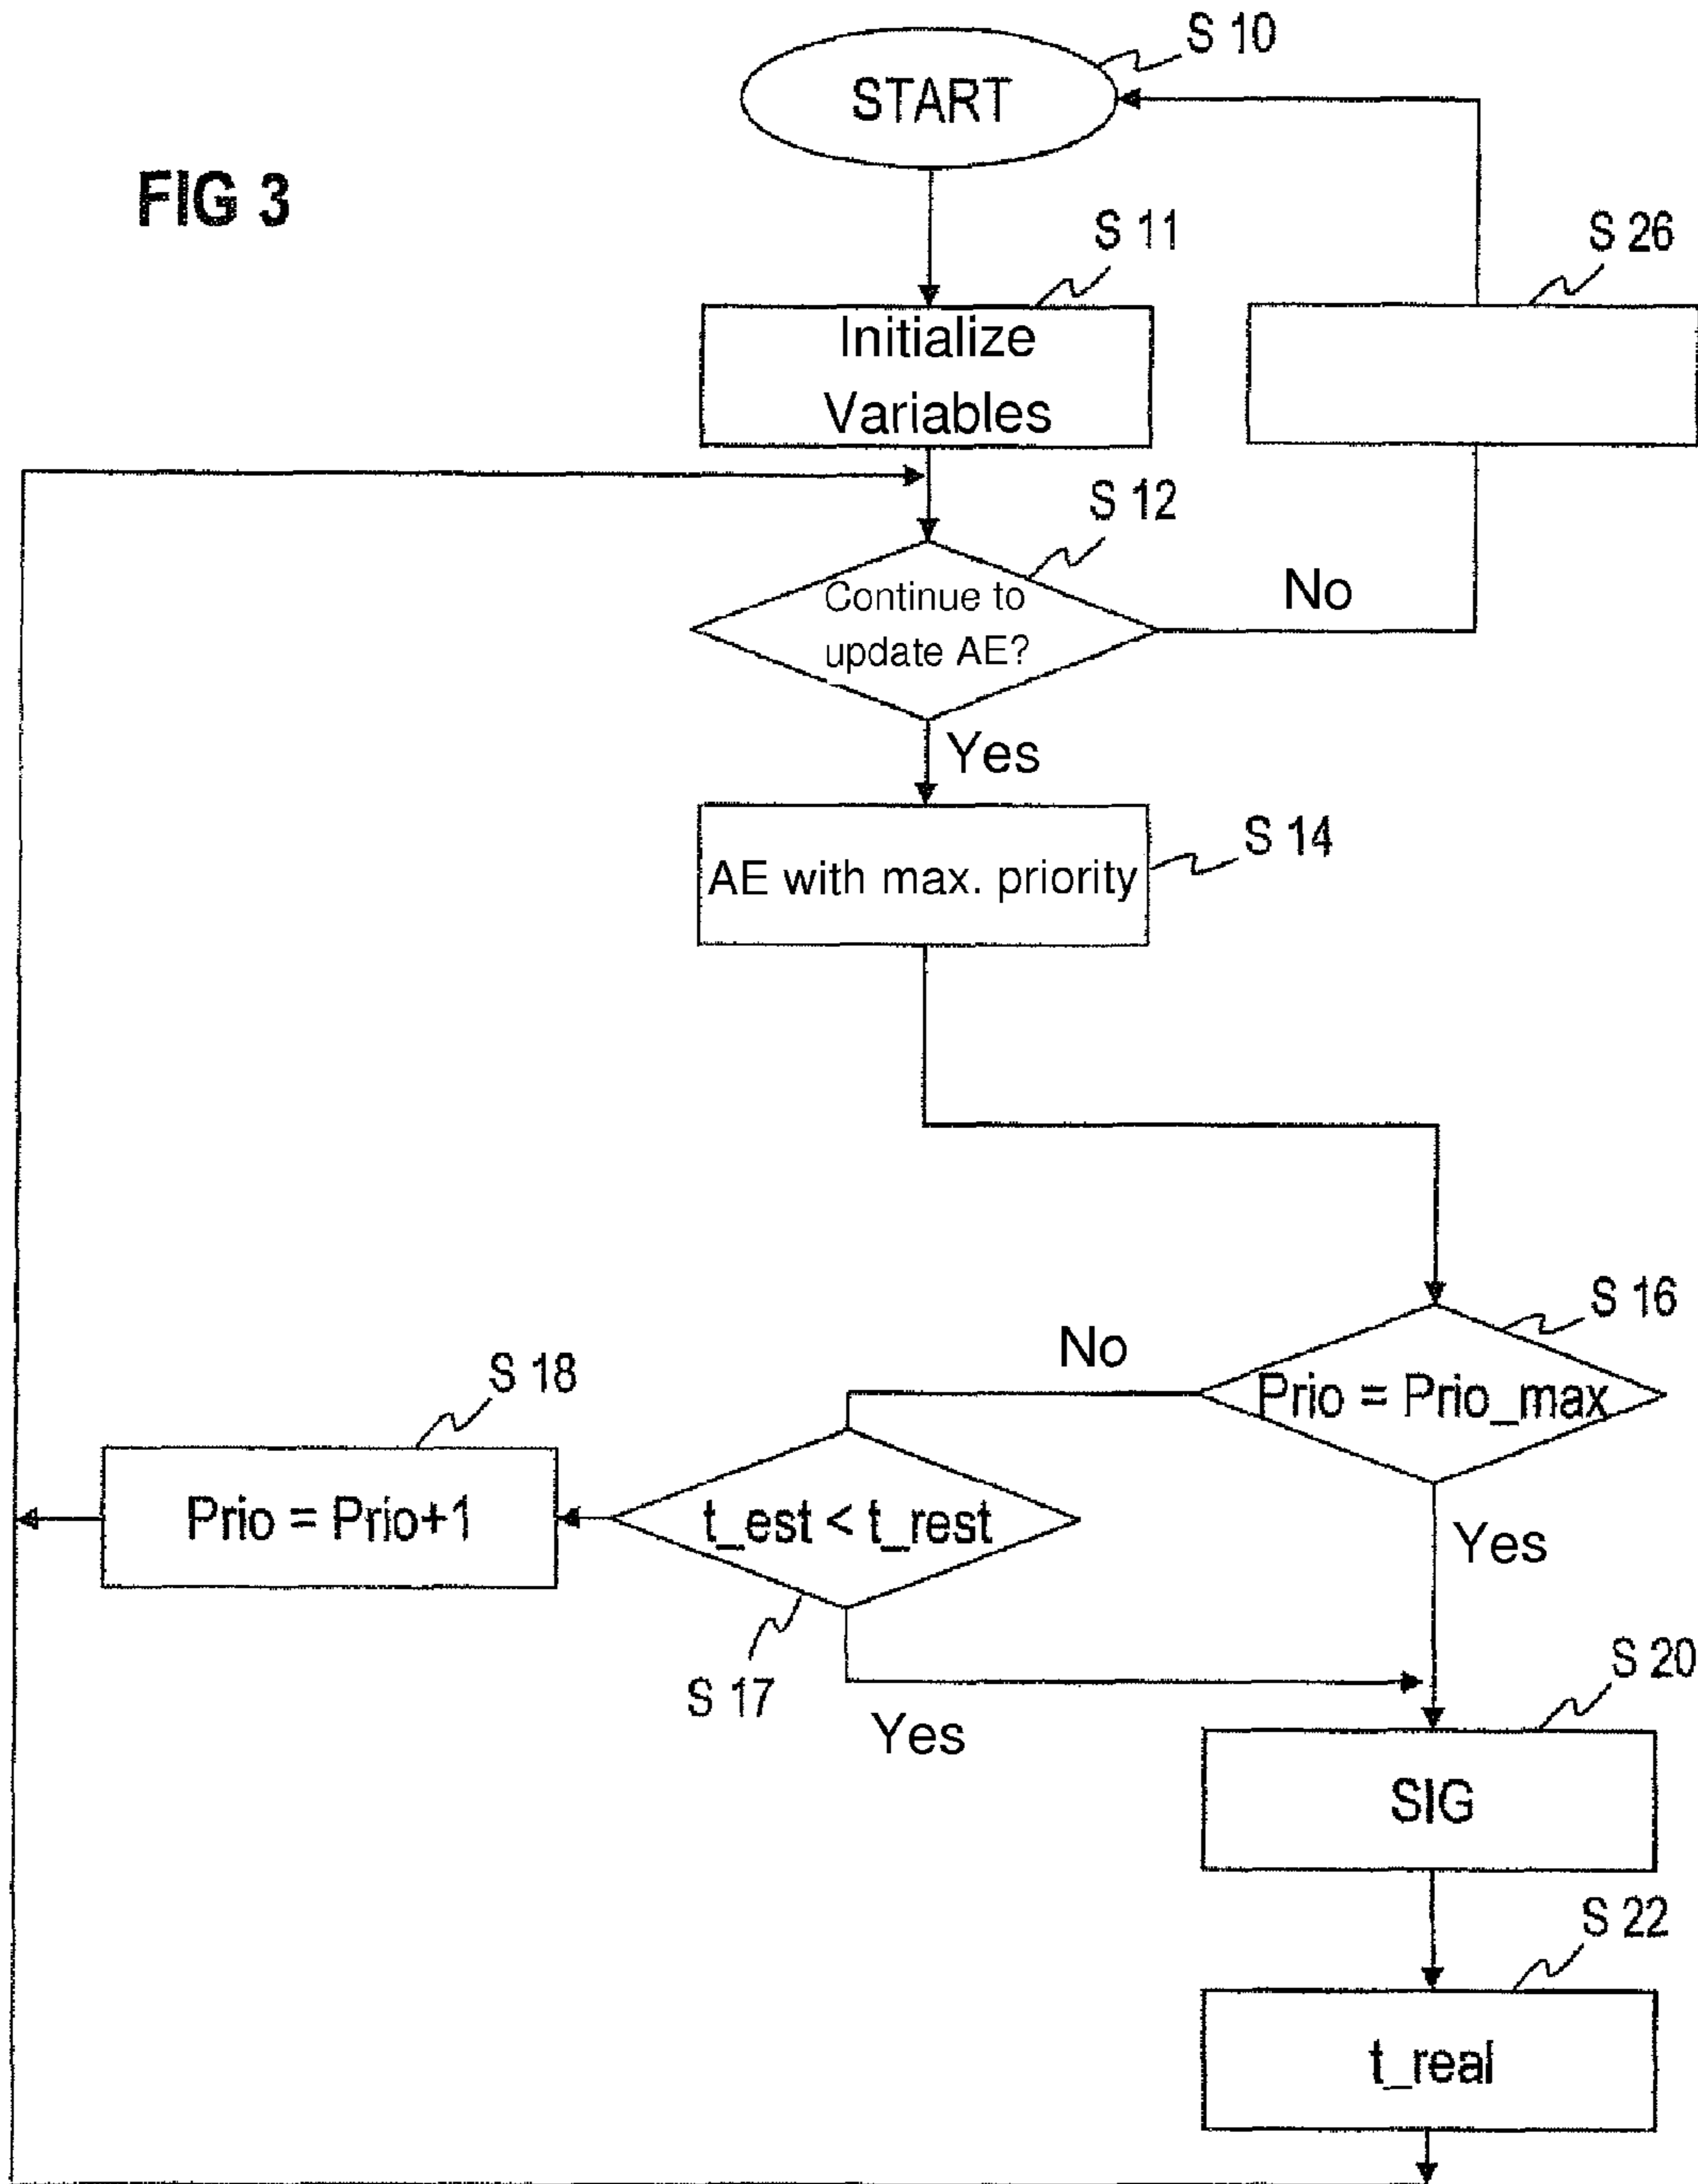 S 10
START
FIG 3
S 11
S 26
Initialize
Variables
S 12
Continue to
update AE?
No
Yes
S 14
AE with max. priority
S 16
No
Prio = Prio_max
S 18
Prio = Prio+1
t_est < t_rest
Yes
S 17
Yes
S 20
SIG
S 22
t_real